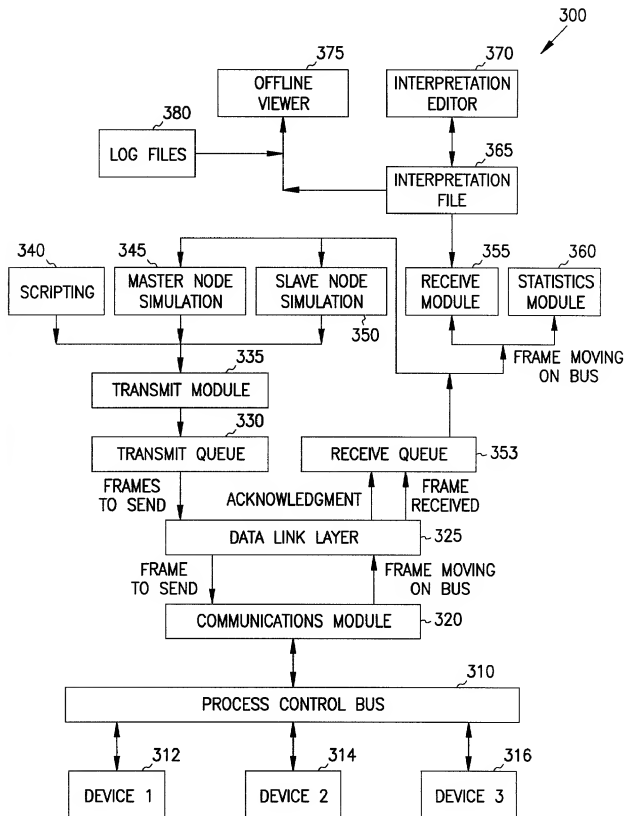 300
375
370
OFFLINE
VIEWER
INTERPRETATION
EDITOR
380
LOG FILES
365
INTERPRETATION
FILE
340
345
355
360
SCRIPTING
MASTER NODE
SIMULATION
SLAVE NODE
SIMULATION
RECEIVE
MODULE
STATISTICS
MODULE
350
FRAME MOVING
ON BUS
335
TRANSMIT MODULE
330
TRANSMIT QUEUE
RECEIVE QUEUE
353
FRAMES
TO SEND
ACKNOWLEDGMENT
FRAME
RECEIVED
DATA LINK LAYER
325
FRAME
TO SEND
FRAME MOVING
ON BUS
COMMUNICATIONS MODULE
320
310
PROCESS CONTROL BUS
312
314
316
DEVICE 1
DEVICE 2
DEVICE 3